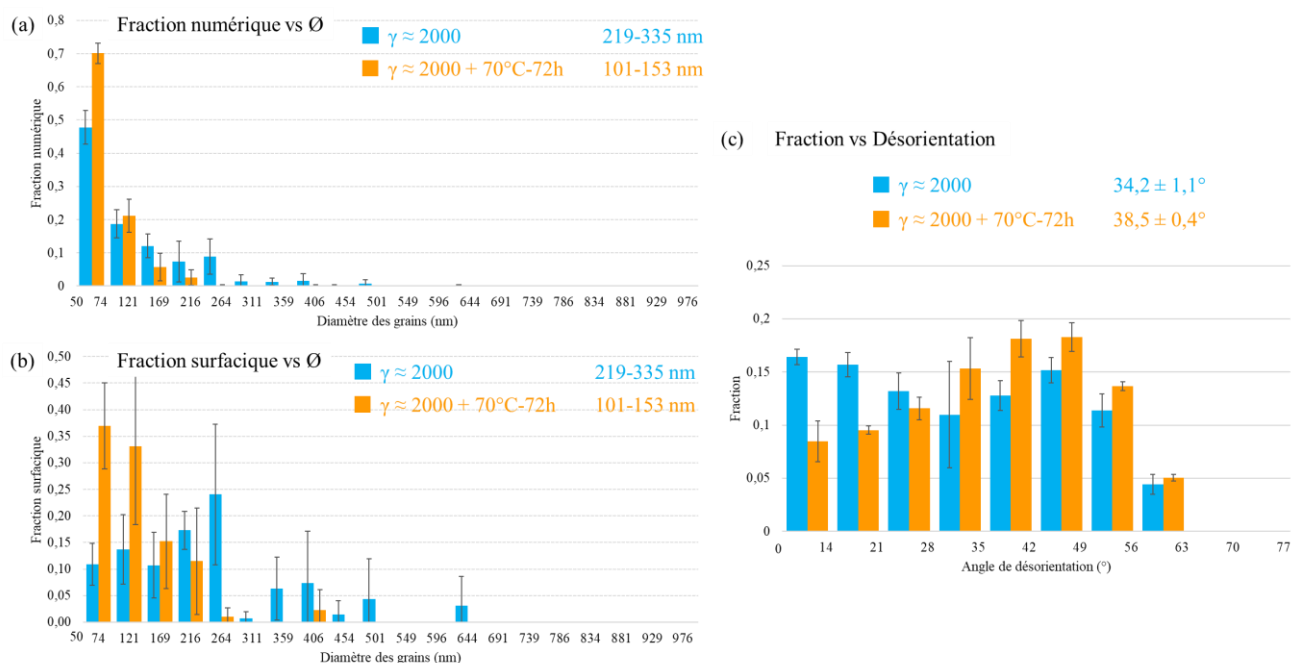 (a) Fraction numérique vs Ø
γ ≈ 2000 219-335 nm
γ ≈ 2000 + 70°C-72h 101-153 nm
Fraction numérique
0,8
0,7
0,6
0,5
0,4
0,3
0,2
0,1
0
50 74 121 169 216 264 311 359 406 454 501 549 596 644 691 739 786 834 881 929 976
Diamètre des grains (nm)
(b) Fraction surfacique vs Ø
γ ≈ 2000 219-335 nm
γ ≈ 2000 + 70°C-72h 101-153 nm
Fraction surfacique
0,50
0,45
0,40
0,35
0,30
0,25
0,20
0,15
0,10
0,05
0,00
50 74 121 169 216 264 311 359 406 454 501 549 596 644 691 739 786 834 881 929 976
Diamètre des grains (nm)
(c) Fraction vs Désorientation
γ ≈ 2000 34,2 ± 1,1°
γ ≈ 2000 + 70°C-72h 38,5 ± 0,4°
Fraction
0,25
0,2
0,15
0,1
0,05
0
0 14 21 28 35 42 49 56 63 70 77
Angle de désorientation (°)